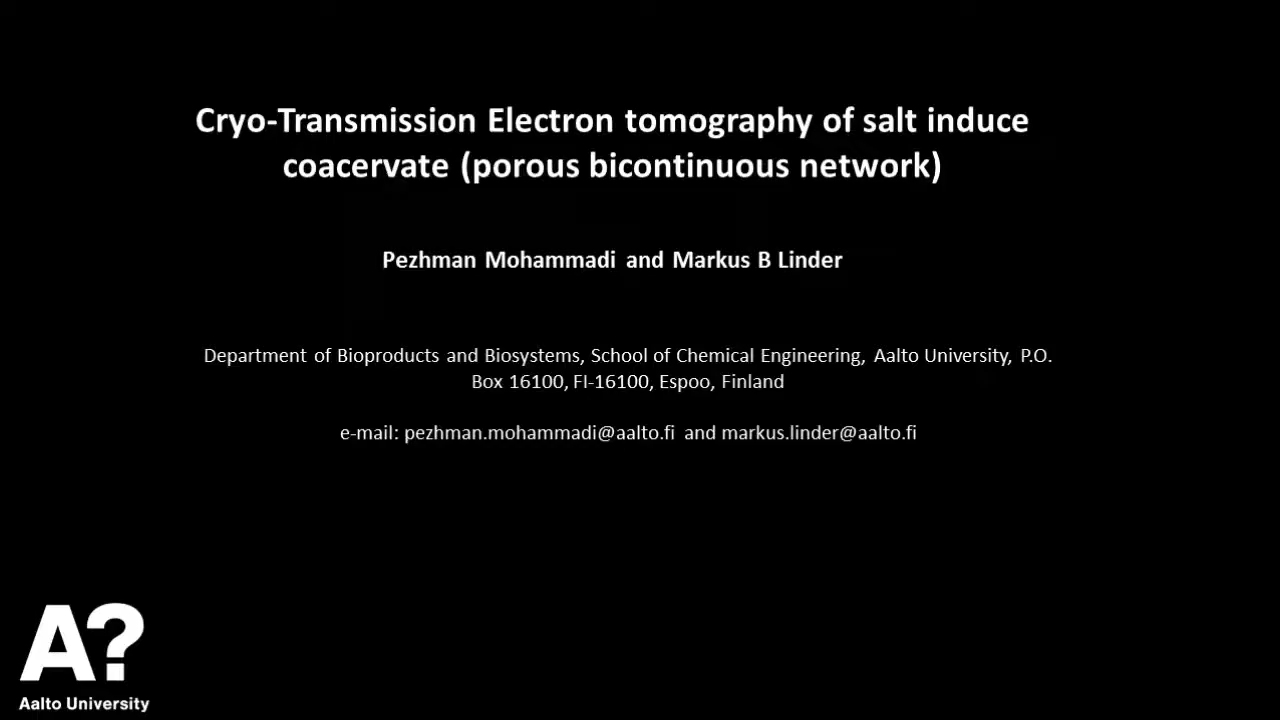 Cryo-Transmission Electron tomography of salt induce
coacervate (porous bicontinuous network)
Pezhman Mohammadi and Markus B Linder
Department of Bioproducts and Biosystems, School of Chemical Engineering, Aalto University, P.O.
Box 16100, FI-16100, Espoo, Finland
e-mail: pezhman.mohammadi@aalto.fi and markus.linder@aalto.fi
A?
Aalto University